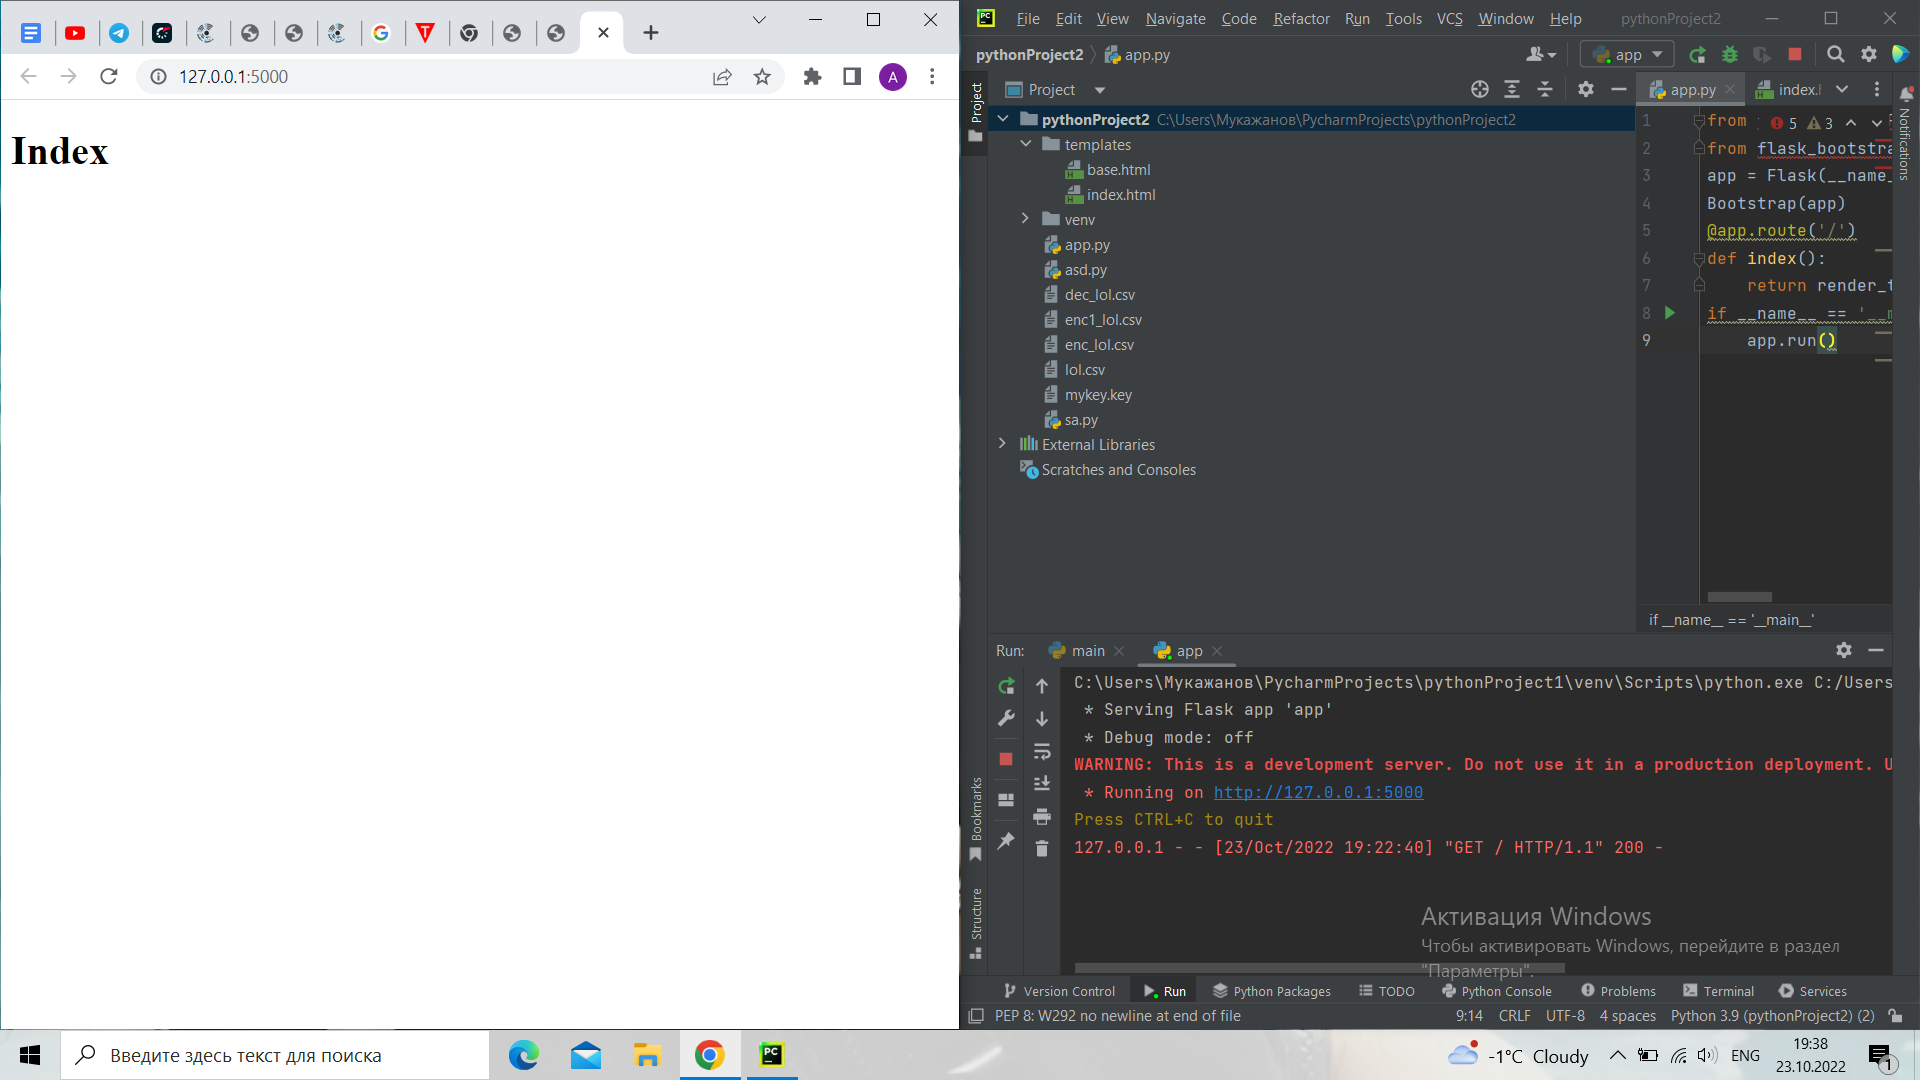 127.0.0.1:5000
A
Index
PC
File Edit View Navigate Code Refactor Run Tools VCS Window Help pythonProject2
pythonProject2 app.py
app
Project
Project
app.py
pythonProject2 C:\Users\Мукажанов\PycharmProjects\pythonProject2
templates
base.html
index.html
venv
app.py
asd.py
dec_lol.csv
enc1_lol.csv
enc_lol.csv
lol.csv
mykey.key
sa.py
External Libraries
Scratches and Consoles
5 3
1 from
2 from flask_bootstra
3 app = Flask(__name_
4 Bootstrap(app)
5 @app.route('/')
6 def index():
7 return render_t
8 if __name__ == '__m
9 app.run()
if __name__ == '__main__'
Notifications
Run: main app
C:\Users\Мукажанов\PycharmProjects\pythonProject1\venv\Scripts\python.exe C:/Users
* Serving Flask app 'app'
* Debug mode: off
WARNING: This is a development server. Do not use it in a production deployment. U
* Running on http://127.0.0.1:5000
Press CTRL+C to quit
127.0.0.1 - - [23/Oct/2022 19:22:40] "GET / HTTP/1.1" 200 -
Bookmarks
Structure
Активация Windows
Чтобы активировать Windows, перейдите в раздел
"Параметры".
Version Control Run Python Packages TODO Python Console Problems Terminal Services
PEP 8: W292 no newline at end of file 9:14 CRLF UTF-8 4 spaces Python 3.9 (pythonProject2) (2)
Введите здесь текст для поиска
PC
-1°C Cloudy
ENG
19:38
23.10.2022
1